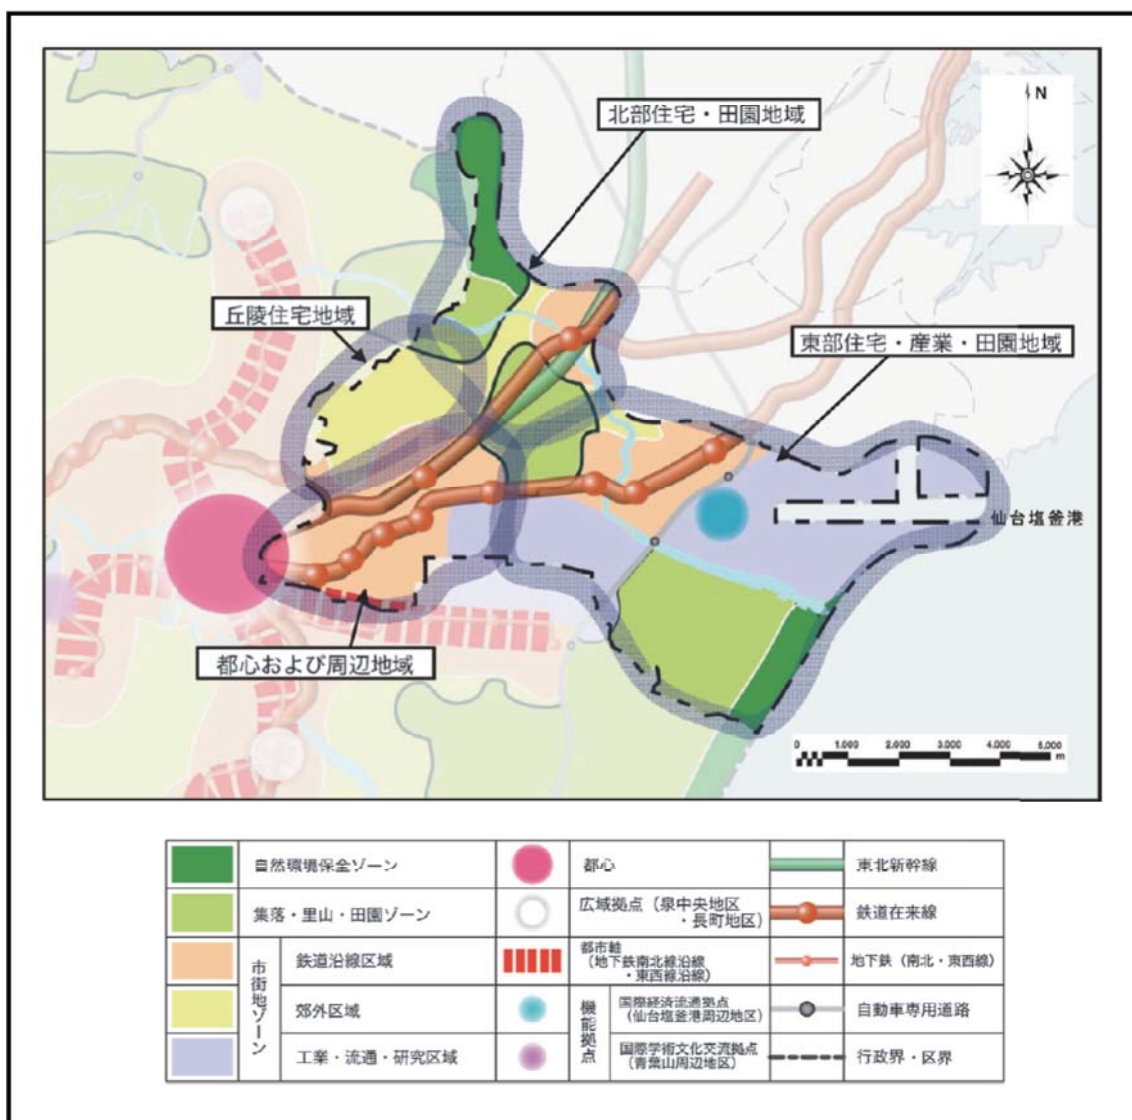 北部住宅・田園地域
N
丘陵住宅地域
東部住宅・産業・田園地域
仙台塩釜港
都心および周辺地域
0 1,000 2,000 3,000 4,000 5,000
m
自然環境保全ゾーン
都心
東北新幹線
集落・里山・田園ゾーン
広域拠点（泉中央地区
・長町地区）
鉄道在来線
市街地ゾーン
鉄道沿線区域
都市軸
（地下鉄南北線沿線
・東西線沿線）
地下鉄（南北・東西線）
郊外区域
機能拠点
国際経済流通拠点
（仙台塩釜港周辺地区）
自動車専用道路
工業・流通・研究区域
国際学術文化交流拠点
（青葉山周辺地区）
行政界・区界